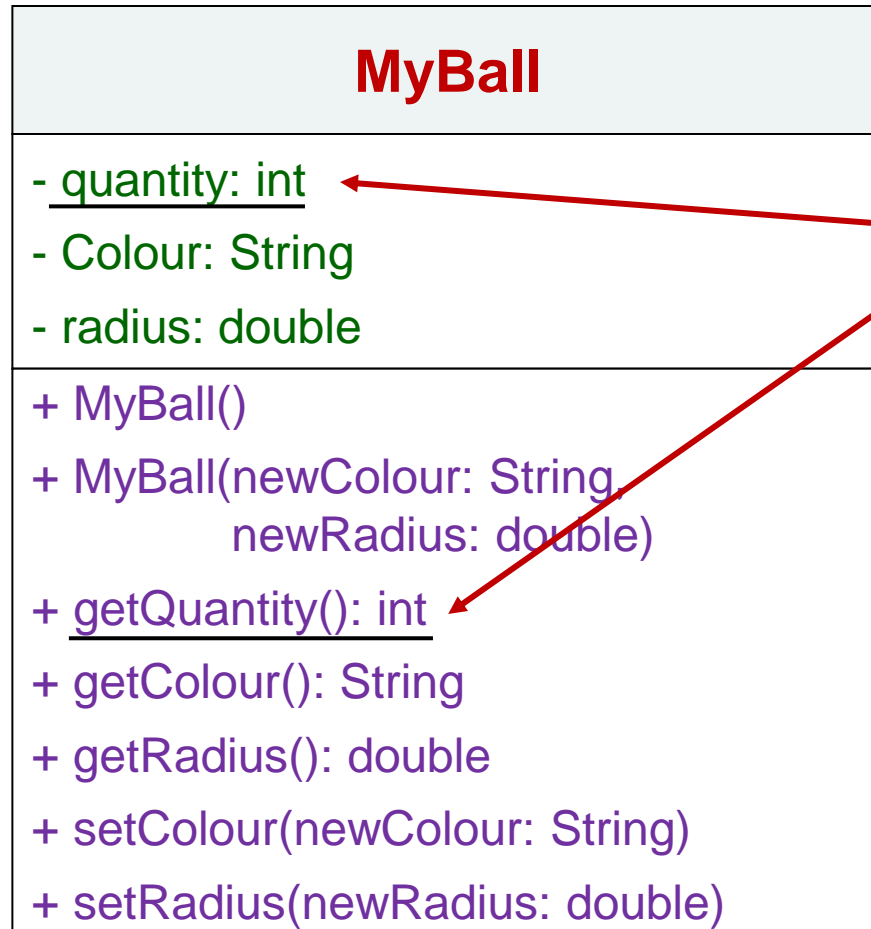 MyBall
- quantity: int
- Colour: String
- radius: double
+ MyBall()
+ MyBall(newColour: String,
newRadius: double)
+ getQuantity(): int
+ getColour(): String
+ getRadius(): double
+ setColour(newColour: String)
+ setRadius(newRadius: double)